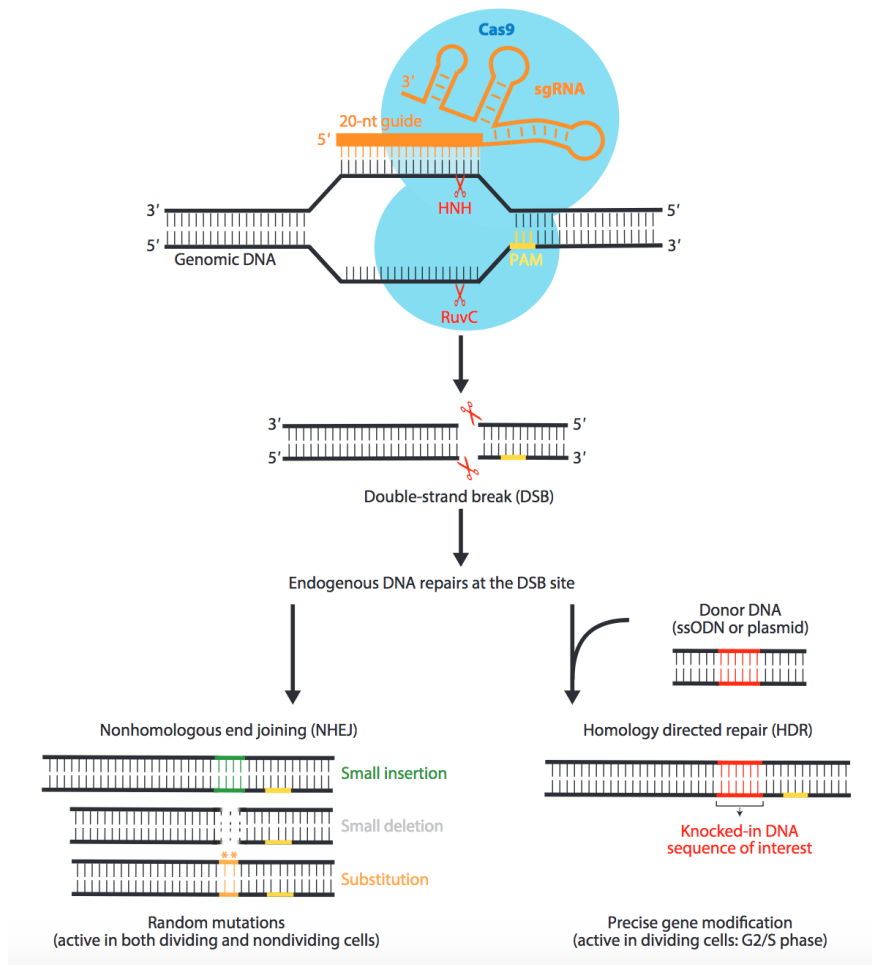 Cas9
3′
sgRNA
20-nt guide
5′
HNH
3′
5′
5′
3′
Genomic DNA
PAM
RuvC
3′
5′
5′
3′
Double-strand break (DSB)
Endogenous DNA repairs at the DSB site
Donor DNA
(ssODN or plasmid)
Nonhomologous end joining (NHEJ)
Homology directed repair (HDR)
Small insertion
Small deletion
**
Substitution
Knocked-in DNA
sequence of interest
Random mutations
(active in both dividing and nondividing cells)
Precise gene modification
(active in dividing cells: G2/S phase)